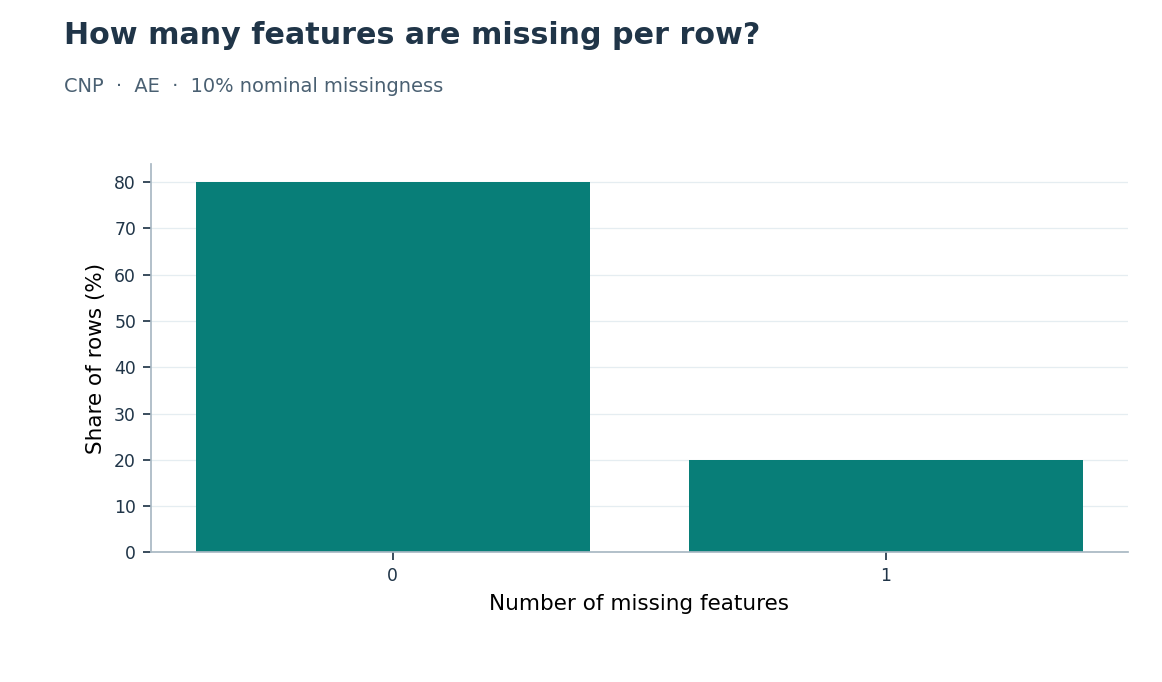 How many features are missing per row?
CNP · AE · 10% nominal missingness
Share of rows (%)
80
70
60
50
40
30
20
10
0
0 1
Number of missing features